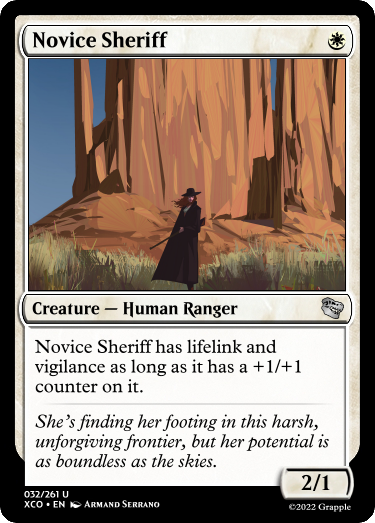 Novice Sheriff
Creature — Human Ranger
Novice Sheriff has lifelink and
vigilance as long as it has a +1/+1
counter on it.
She's finding her footing in this harsh,
unforgiving frontier, but her potential is
as boundless as the skies.
2/1
032/261 U
XCO • EN Armand Serrano
©2022 Grapple